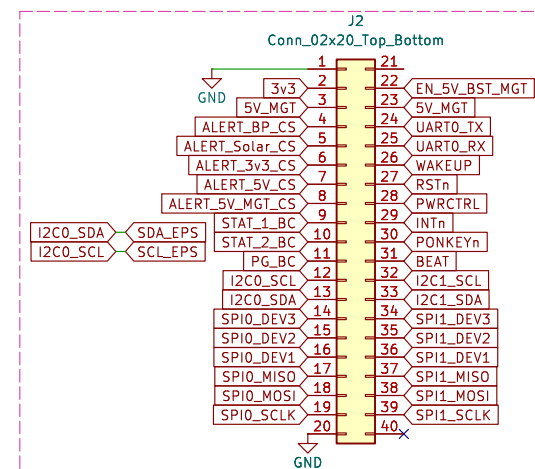 J2
Conn_02x20_Top_Bottom
1 21
GND
3v3 2 22 EN_5V_BST_MGT
5V_MGT 3 23 5V_MGT
ALERT_BP_CS 4 24 UART0_TX
ALERT_Solar_CS 5 25 UART0_RX
ALERT_3v3_CS 6 26 WAKEUP
ALERT_5V_CS 7 27 RSTn
ALERT_5V_MGT_CS 8 28 PWRCTRL
STAT_1_BC 9 29 INTn
I2C0_SDA SDA_EPS STAT_2_BC 10 30 PONKEYn
I2C0_SCL SCL_EPS PG_BC 11 31 BEAT
I2C0_SCL 12 32 I2C1_SCL
I2C0_SDA 13 33 I2C1_SDA
SPI0_DEV3 14 34 SPI1_DEV3
SPI0_DEV2 15 35 SPI1_DEV2
SPI0_DEV1 16 36 SPI1_DEV1
SPI0_MISO 17 37 SPI1_MISO
SPI0_MOSI 18 38 SPI1_MOSI
SPI0_SCLK 19 39 SPI1_SCLK
20 40
GND